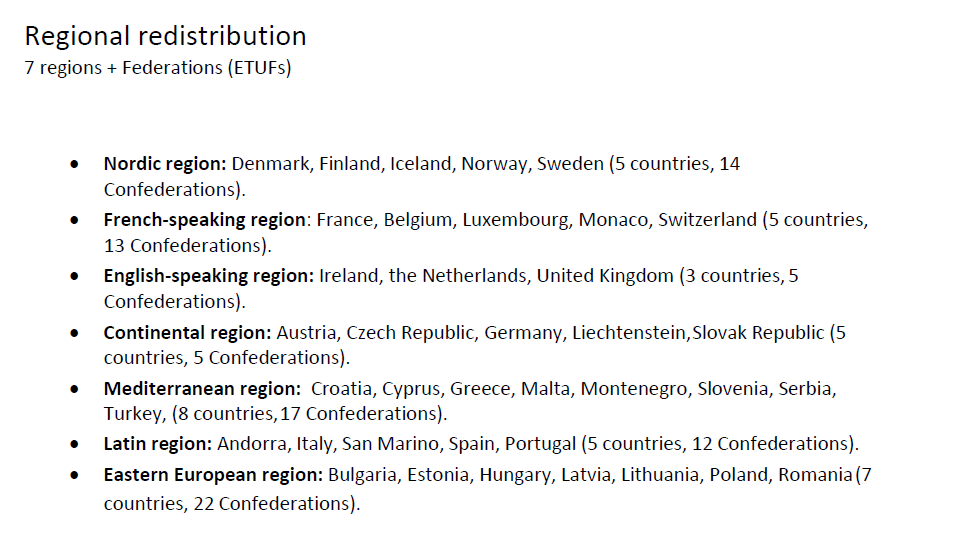 Regional redistribution
7 regions + Federations (ETUFs)
• Nordic region: Denmark, Finland, Iceland, Norway, Sweden (5 countries, 14
Confederations).
• French-speaking region: France, Belgium, Luxembourg, Monaco, Switzerland (5 countries,
13 Confederations).
• English-speaking region: Ireland, the Netherlands, United Kingdom (3 countries, 5
Confederations).
• Continental region: Austria, Czech Republic, Germany, Liechtenstein, Slovak Republic (5
countries, 5 Confederations).
• Mediterranean region: Croatia, Cyprus, Greece, Malta, Montenegro, Slovenia, Serbia,
Turkey, (8 countries, 17 Confederations).
• Latin region: Andorra, Italy, San Marino, Spain, Portugal (5 countries, 12 Confederations).
• Eastern European region: Bulgaria, Estonia, Hungary, Latvia, Lithuania, Poland, Romania (7
countries, 22 Confederations).